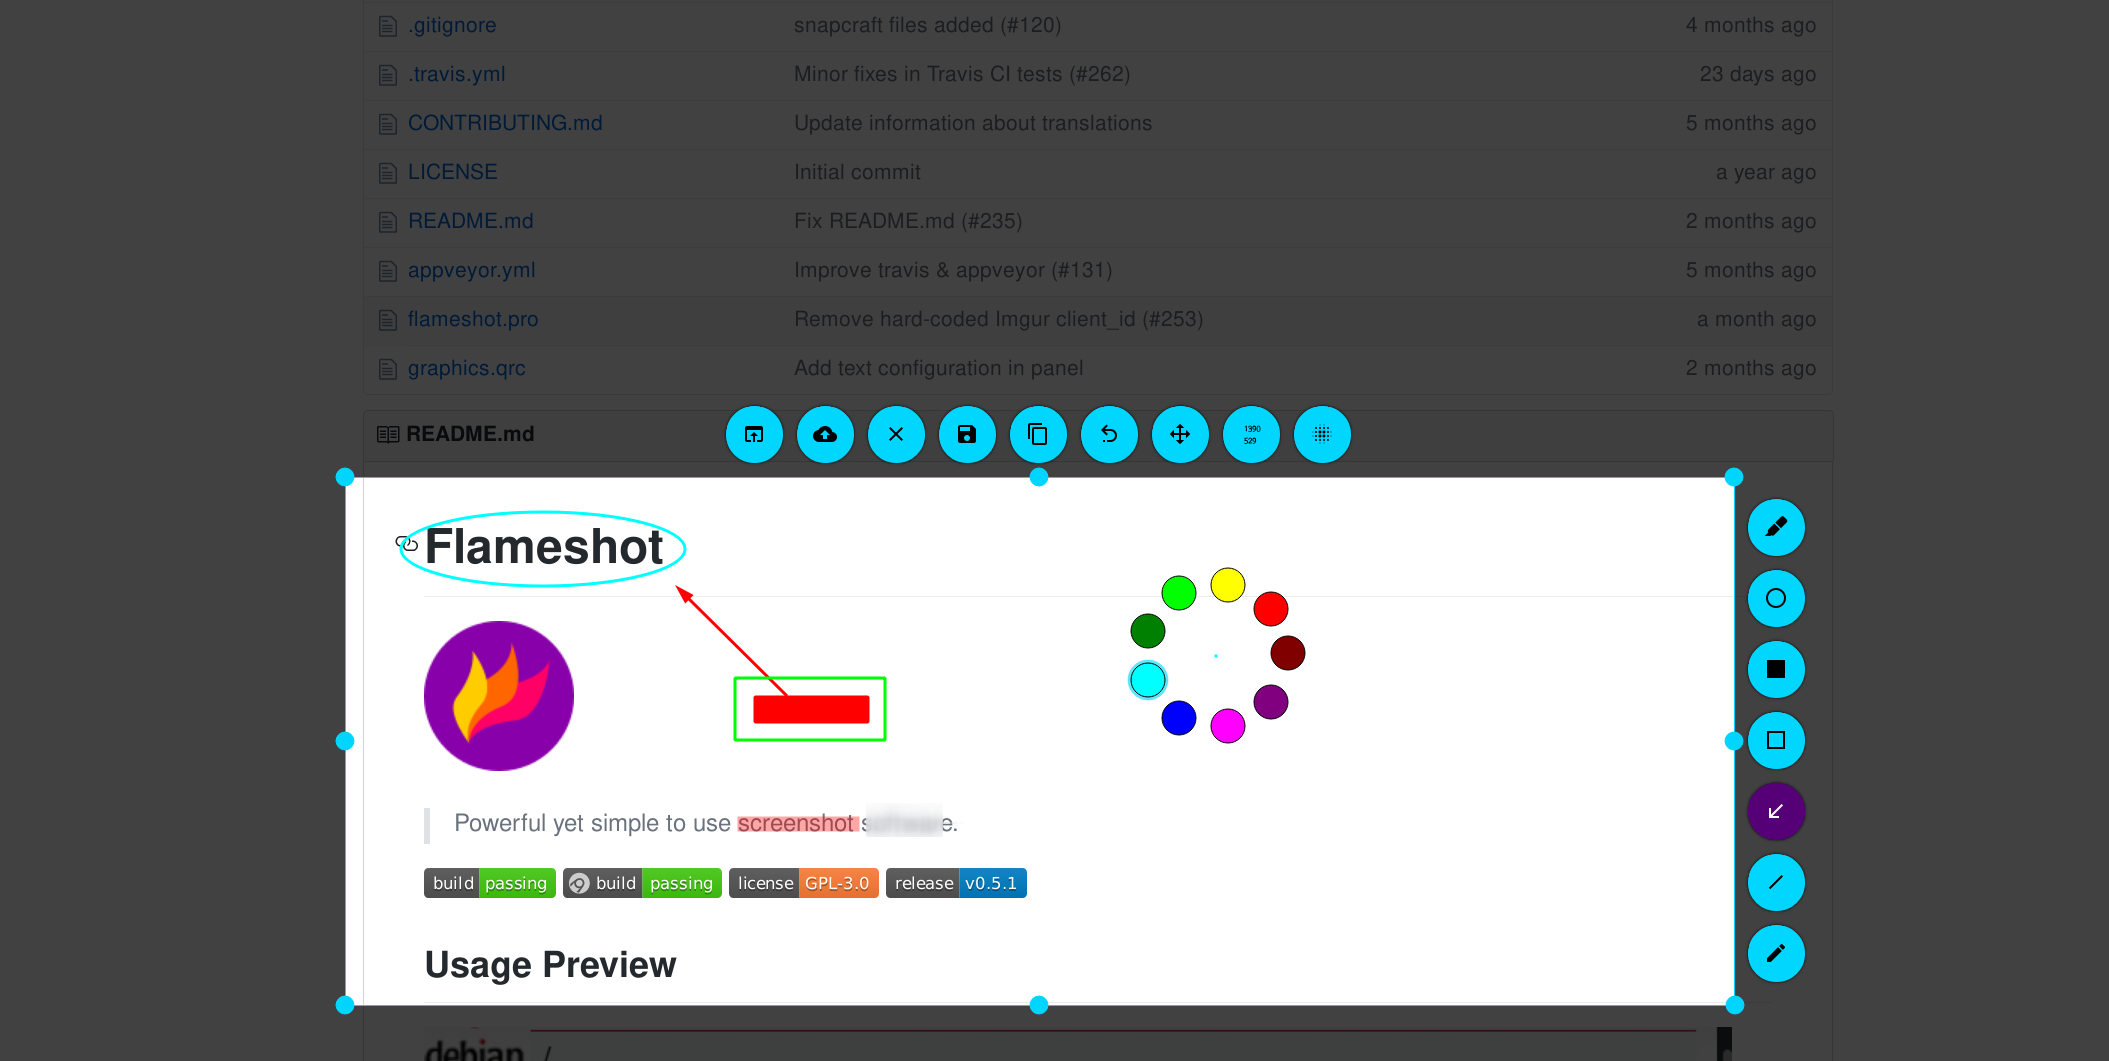 .gitignore snapcraft files added (#120) 4 months ago
.travis.yml Minor fixes in Travis CI tests (#262) 23 days ago
CONTRIBUTING.md Update information about translations 5 months ago
LICENSE Initial commit a year ago
README.md Fix README.md (#235) 2 months ago
appveyor.yml Improve travis & appveyor (#131) 5 months ago
flameshot.pro Remove hard-coded Imgur client_id (#253) a month ago
graphics.qrc Add text configuration in panel 2 months ago
README.md
1390
529
Flameshot
Powerful yet simple to use screenshot
build passing build passing license GPL-3.0 release v0.5.1
Usage Preview
debian /